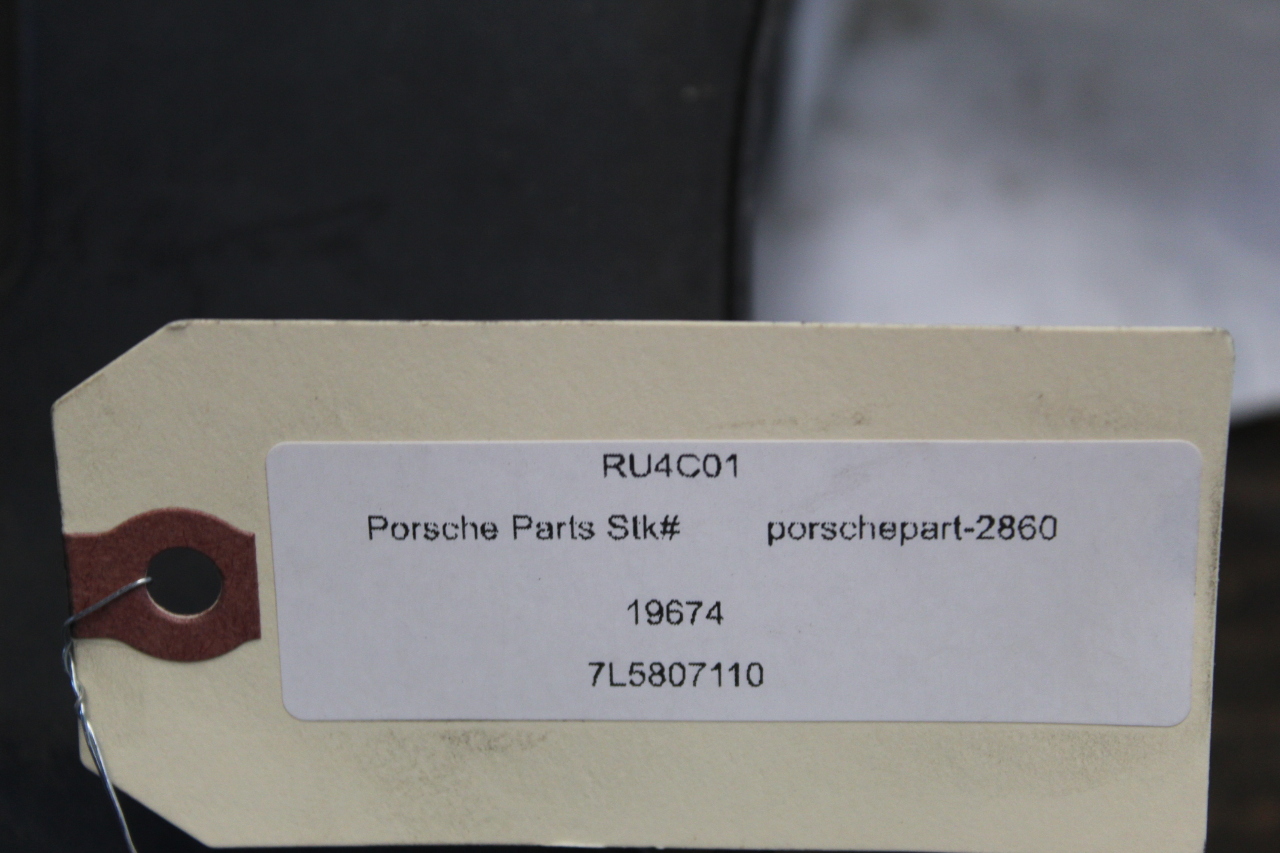 RU4C01
Porsche Parts Stk# porschepart-2860
19674
7L5807110